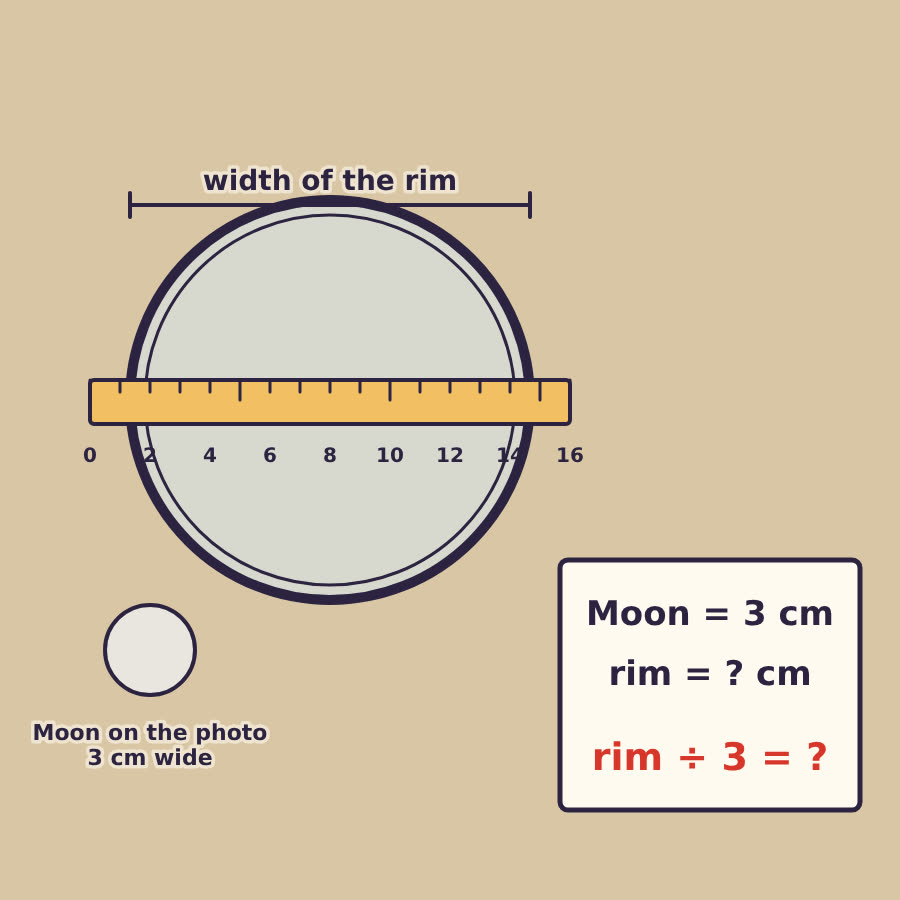 width of the rim
0 2 4 6 8 10 12 14 16
Moon = 3 cm
rim = ? cm
rim ÷ 3 = ?
Moon on the photo
3 cm wide